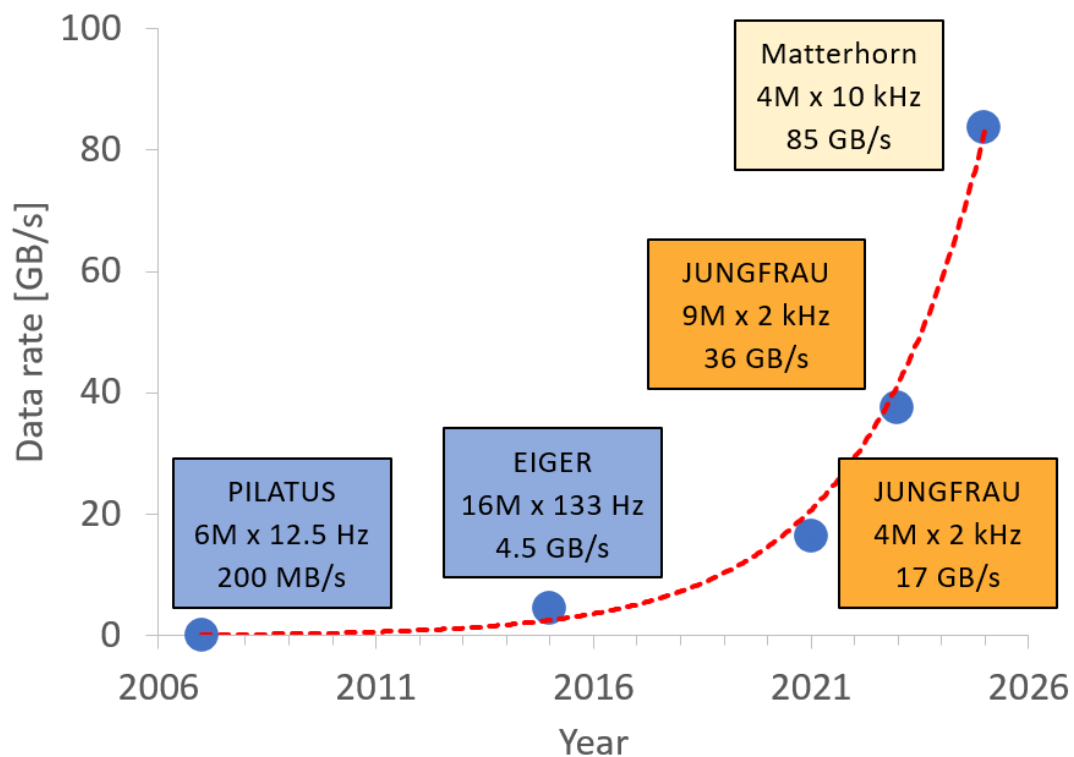 100
80
60
40
20
0
Data rate [GB/s]
Matterhorn
4M x 10 kHz
85 GB/s
JUNGFRAU
9M x 2 kHz
36 GB/s
EIGER
16M x 133 Hz
4.5 GB/s
PILATUS
6M x 12.5 Hz
200 MB/s
JUNGFRAU
4M x 2 kHz
17 GB/s
2006
2011
2016
2021
2026
Year